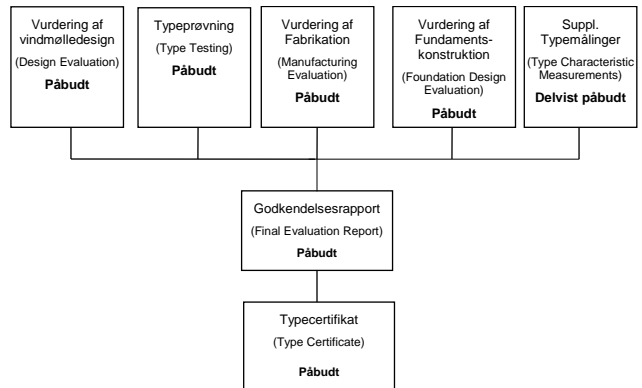 Vurdering af
vindmølledesign
(Design Evaluation)
Påbudt
Typeprøvning
(Type Testing)
Påbudt
Vurdering af
Fabrikation
(Manufacturing
Evaluation)
Påbudt
Vurdering af
Fundaments-
konstruktion
(Foundation Design
Evaluation)
Påbudt
Suppl.
Typemålinger
(Type Characteristic
Measurements)
Delvist påbudt
Godkendelsesrapport
(Final Evaluation Report)
Påbudt
Typecertifikat
(Type Certificate)
Påbudt